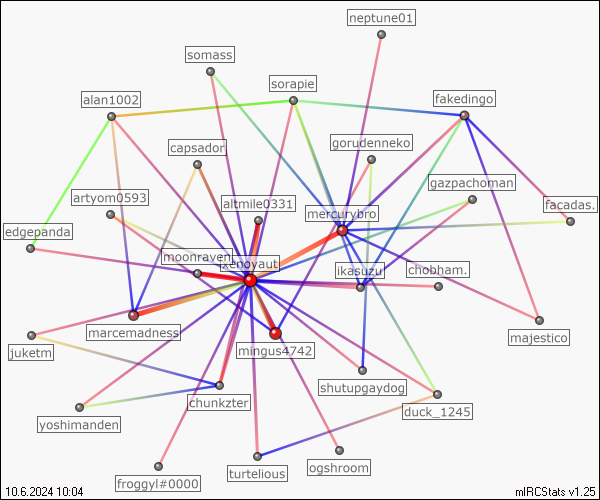 neptune01
somass
sorapie
alan1002
fakedingo
gorudenneko
capsador
gazpachoman
artyom0593
altmile0331
facadas.
mercurybro
edgepanda
moonrayen
xenoyaut
ikasuzu
chobham.
marcemadness
majestico
juketm
mingus4742
shutupgaydog
chunkzter
duck_1245
yoshimanden
ogshroom
turtelious
froggyl#0000
10.6.2024 10:04
mIRCStats v1.25